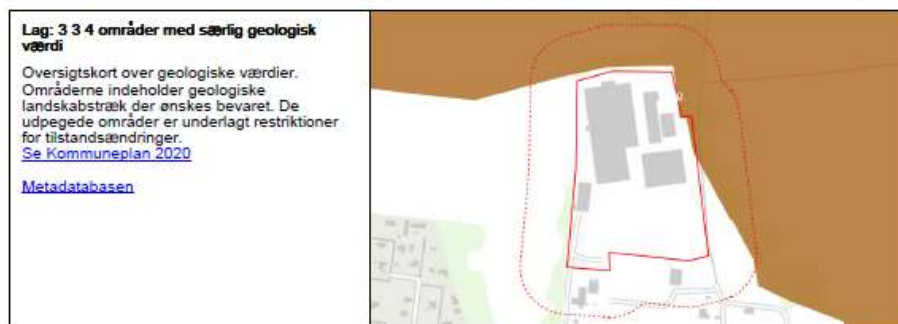 Lag: 3 3 4 områder med særlig geologisk
værdi
Oversigtskort over geologiske værdier.
Områderne indeholder geologiske
landskabstræk der ønskes bevaret. De
udpegede områder er underlagt restriktioner
for tilstandsændringer.
Se Kommuneplan 2020
Metadatabasen